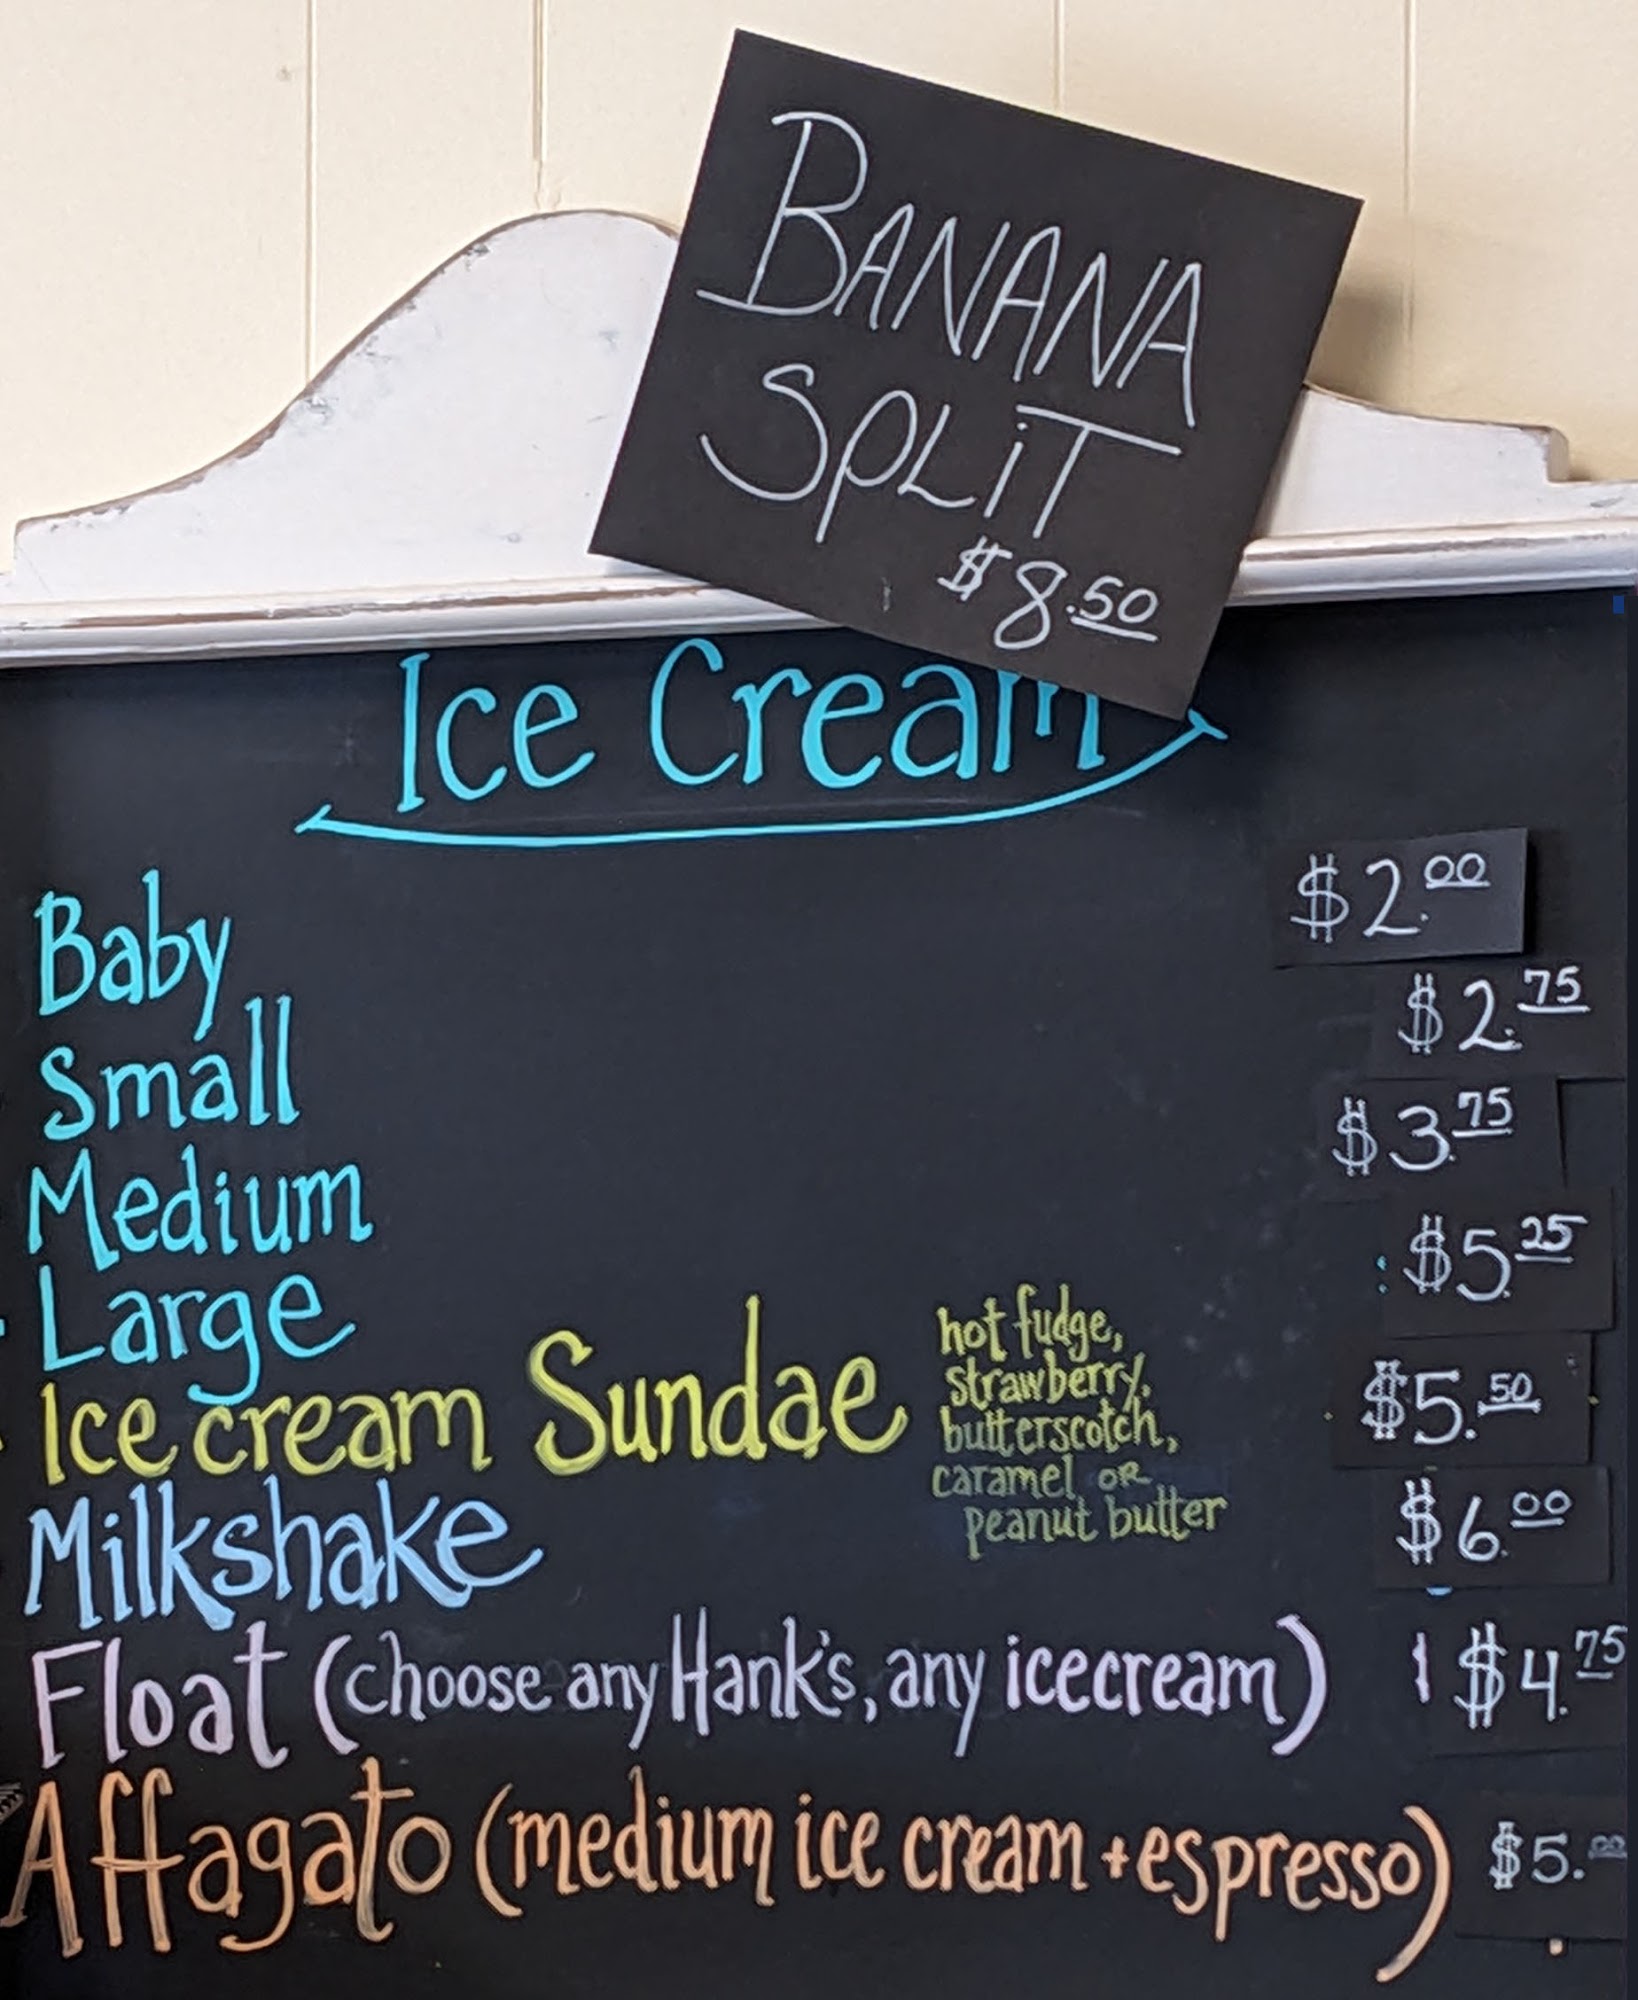 BANANA
SPLIT
$8.50
Ice Cream
Baby $2.00
Small $2.75
Medium $3.75
Large $5.25
Ice cream Sundae $5.50
hot fudge,
strawberry,
butterscotch,
caramel OR
peanut butter
Milkshake $6.00
Float (choose any Hank's, any icecream) $4.75
Affagato (medium ice cream + espresso) $5.00